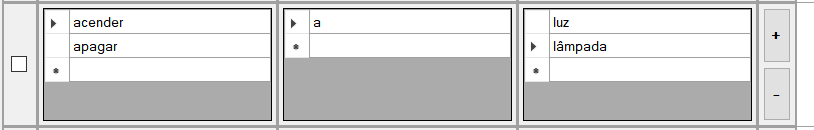 acender
apagar
a
luz
lâmpada
+
-